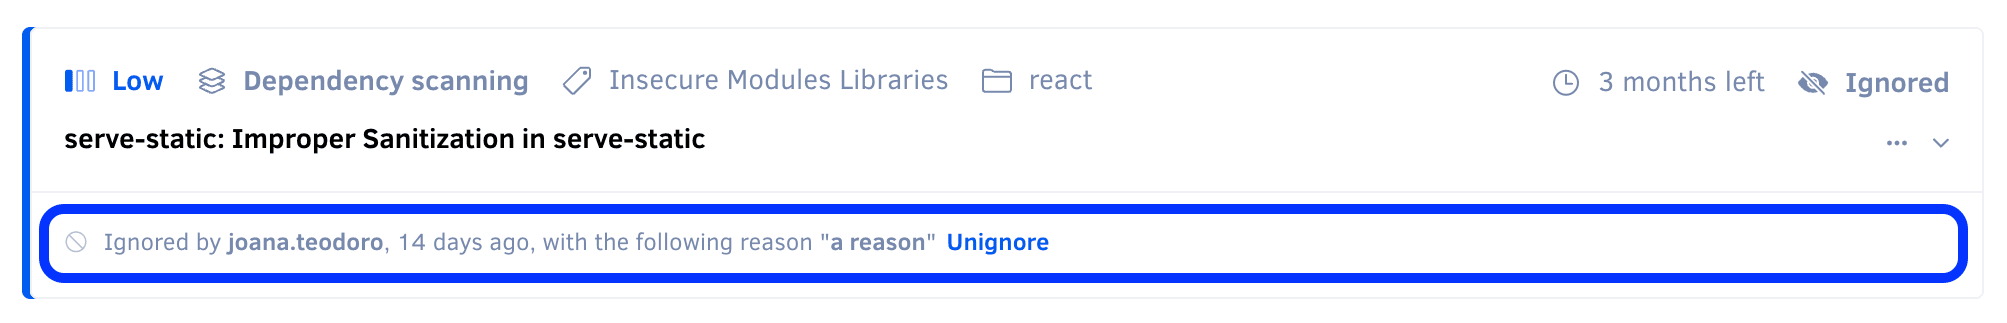 Low Dependency scanning Insecure Modules Libraries react 3 months left Ignored
serve-static: Improper Sanitization in serve-static
Ignored by joana.teodoro, 14 days ago, with the following reason "a reason" Unignore